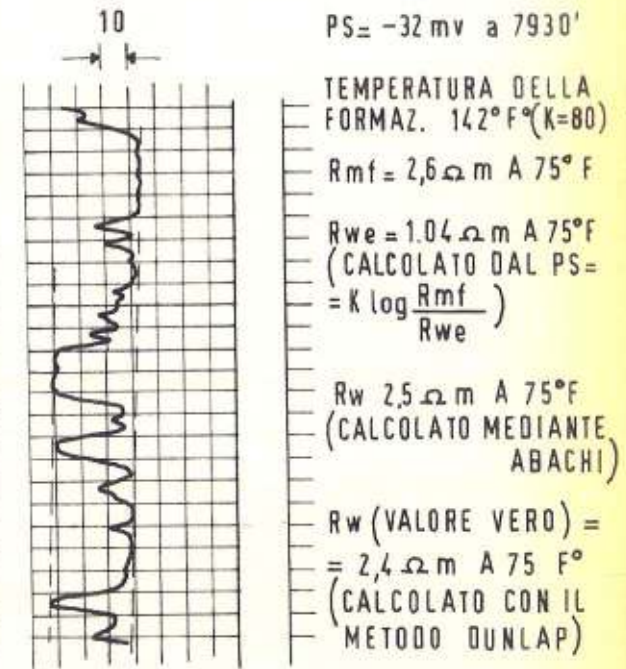 10
PS= -32 mv a 7930'
TEMPERATURA DELLA
FORMAZ. 142° F°(K=80)
Rmf = 2,6 Ω m A 75° F
Rwe = 1.04 Ω m A 75°F
(CALCOLATO DAL PS=
= K log Rmf
Rwe )
Rw 2,5 Ω m A 75°F
(CALCOLATO MEDIANTE
ABACHI)
Rw (VALORE VERO) =
= 2,4 Ω m A 75 F°
(CALCOLATO CON IL
METODO DUNLAP)